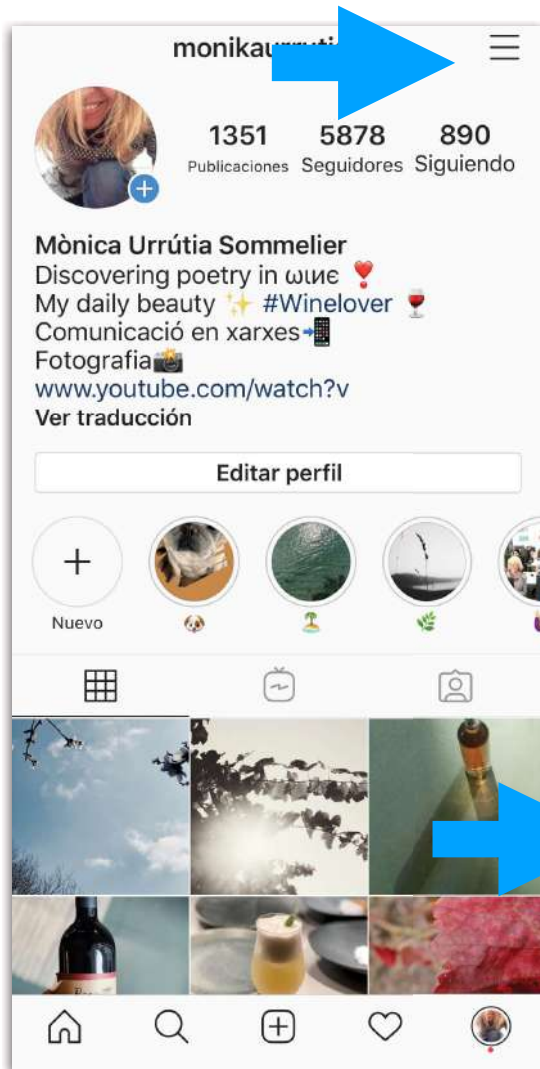 1351 5878 890
Publicaciones Seguidores Siguiendo
Mònica Urrútia Sommelier
Discovering poetry in ωιиє ❣️
My daily beauty ✨ #Winelover 🍷
Comunicació en xarxes📲
Fotografia📸
www.youtube.com/watch?v
Ver traducción
Editar perfil
Nuevo